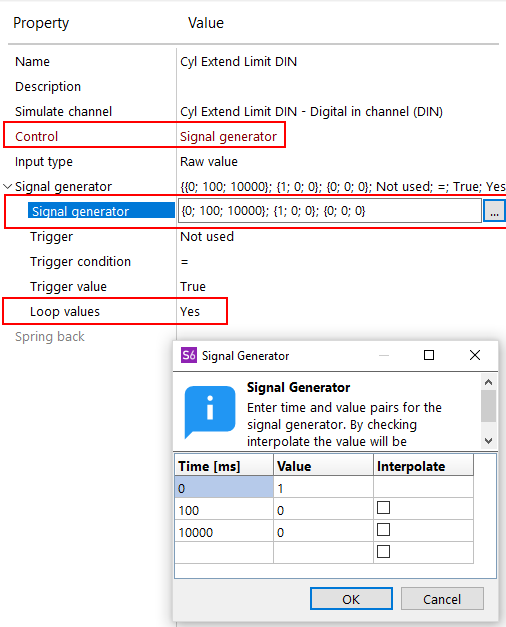 Property Value
Name Cyl Extend Limit DIN
Description
Simulate channel Cyl Extend Limit DIN - Digital in channel (DIN)
Control Signal generator
Input type Raw value
Signal generator {{0; 100; 10000}; {1; 0; 0}; {0; 0; 0}; Not used; =; True; Yes
Signal generator {0; 100; 10000}; {1; 0; 0}; {0; 0; 0} ...
Trigger Not used
Trigger condition =
Trigger value True
Loop values Yes
Spring back
S6 Signal Generator
Signal Generator
Enter time and value pairs for the
signal generator. By checking
interpolate the value will be
Time [ms] Value Interpolate
0 1
100 0
10000 0
OK Cancel